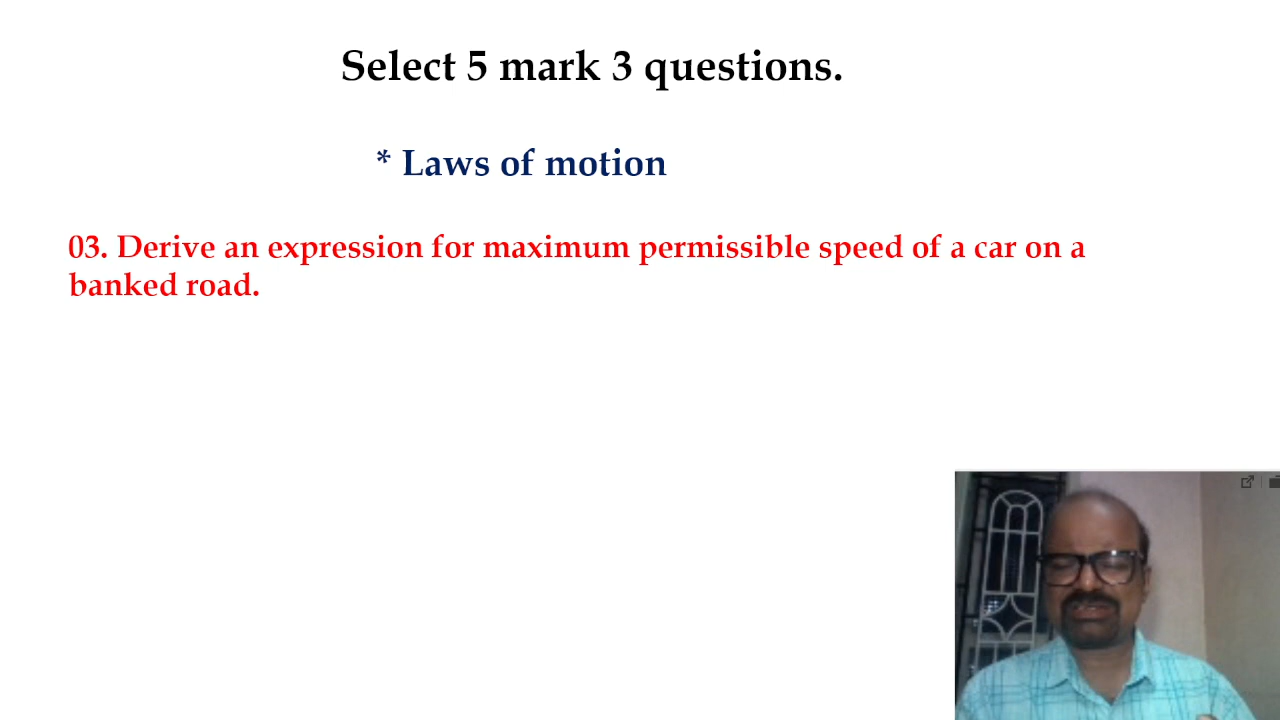 Select 5 mark 3 questions.
* Laws of motion
03. Derive an expression for maximum permissible speed of a car on a
banked road.